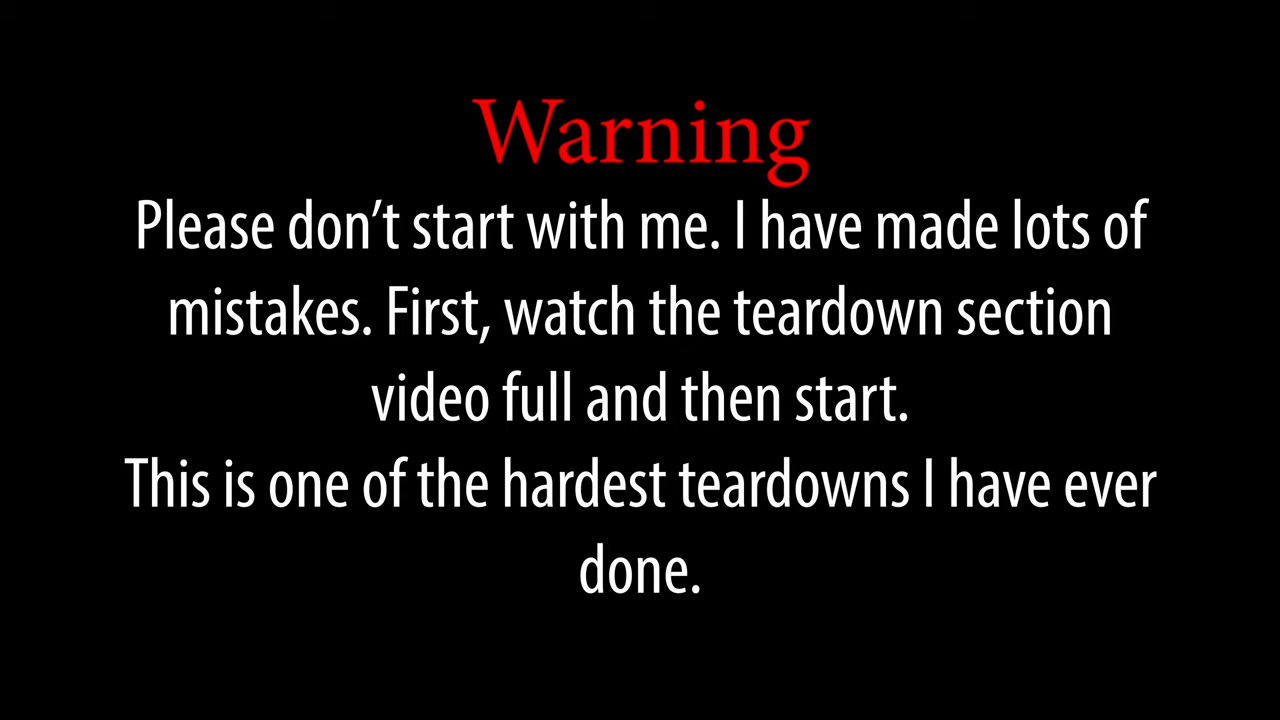 Warning
Please don’t start with me. I have made lots of
mistakes. First, watch the teardown section
video full and then start.
This is one of the hardest teardowns I have ever
done.